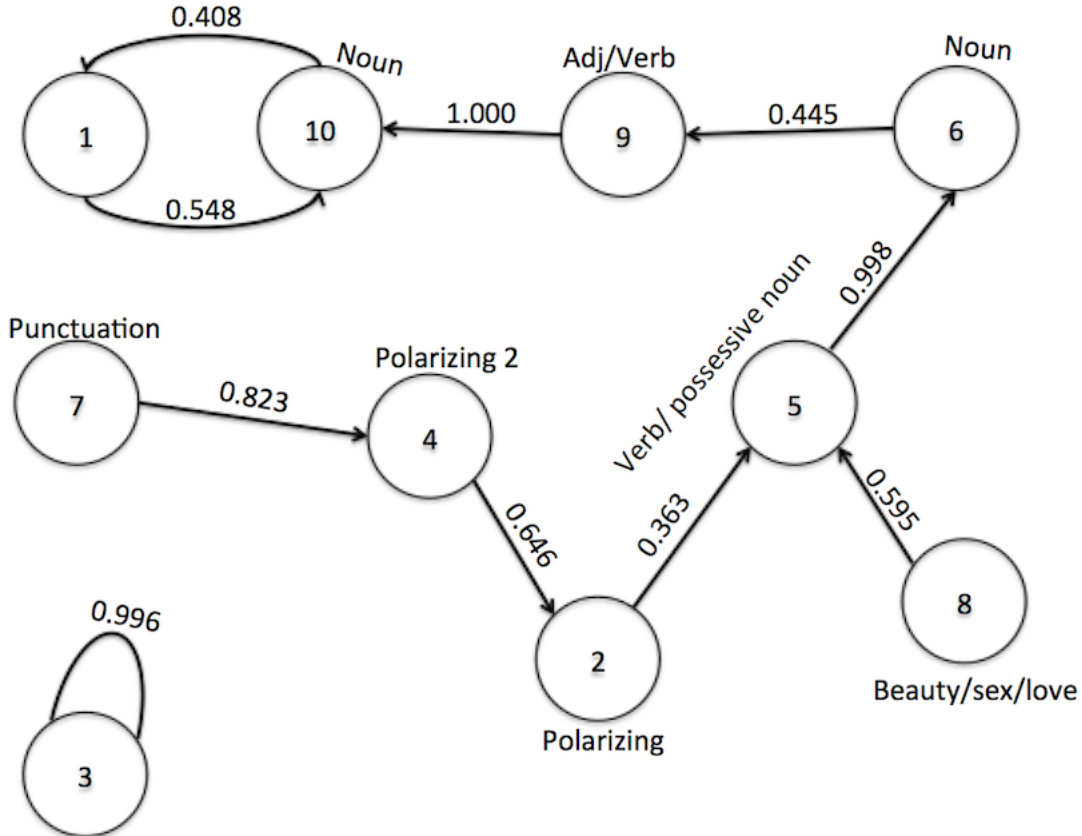 0.408
Noun
Adj/Verb
Noun
1
10
1.000
9
0.445
6
0.548
0.998
Verb/ possessive noun
Punctuation
Polarizing 2
7
0.823
4
5
0.646
0.363
0.595
8
2
Beauty/sex/love
Polarizing
0.996
3